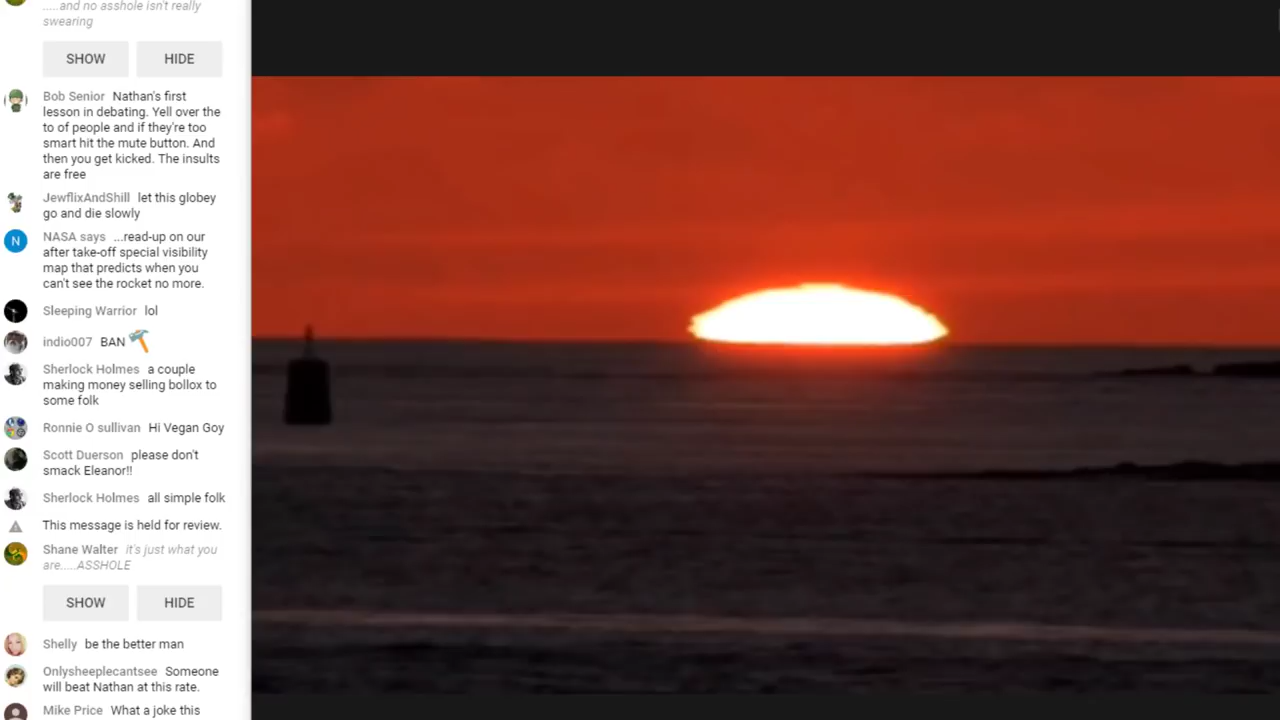 .....and no asshole isn't really
swearing
SHOW HIDE
Bob Senior Nathan's first
lesson in debating. Yell over the
to of people and if they're too
smart hit the mute button. And
then you get kicked. The insults
are free
JewflixAndShill let this globey
go and die slowly
N NASA says ...read-up on our
after take-off special visibility
map that predicts when you
can't see the rocket no more.
Sleeping Warrior lol
indio007 BAN
Sherlock Holmes a couple
making money selling bollox to
some folk
Ronnie O sullivan Hi Vegan Goy
Scott Duerson please don't
smack Eleanor!!
Sherlock Holmes all simple folk
This message is held for review.
Shane Walter it's just what you
are.....ASSHOLE
SHOW HIDE
Shelly be the better man
Onlysheeplecantsee Someone
will beat Nathan at this rate.
Mike Price What a joke this